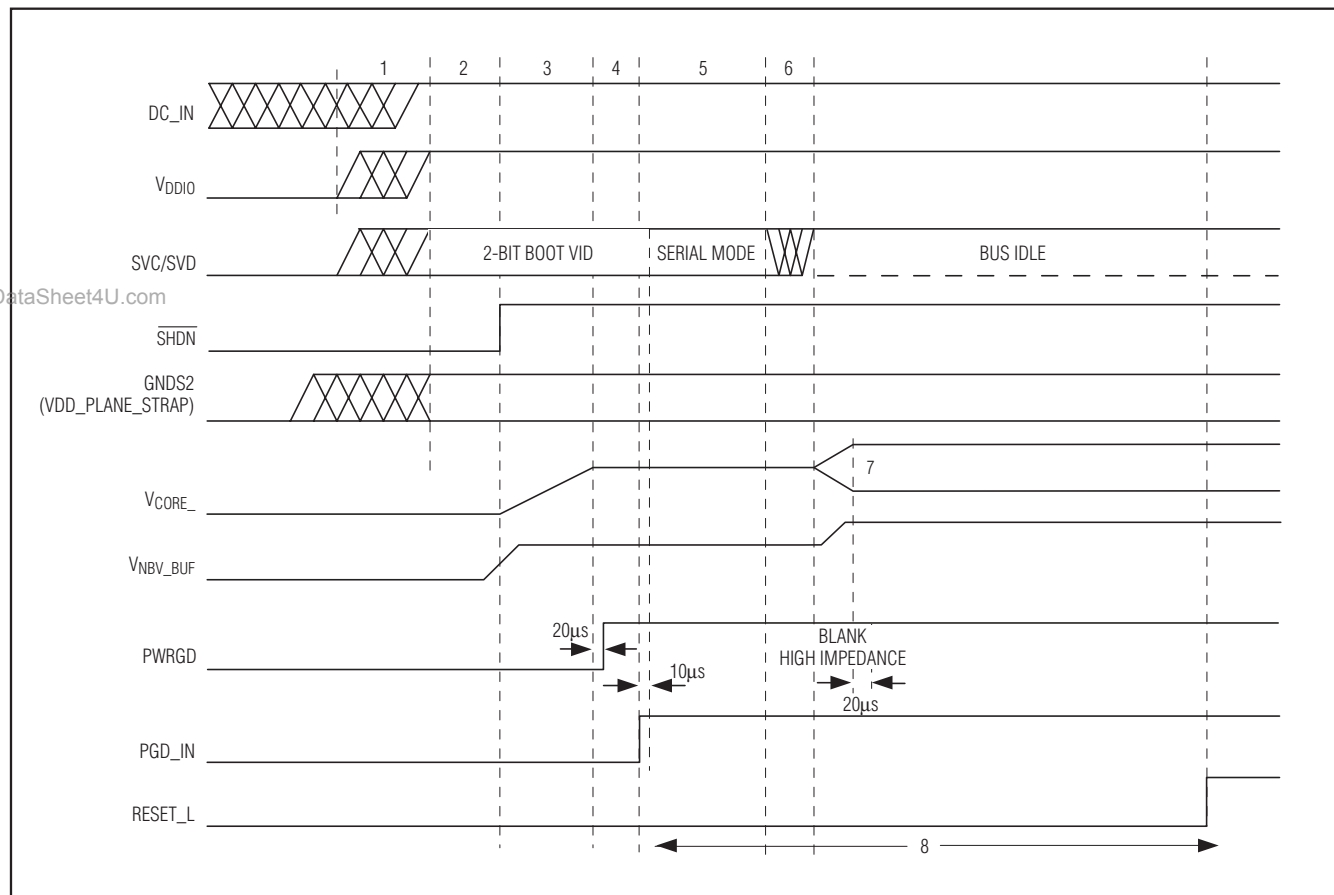 1 2 3 4 5 6
DC_IN
VDDIO
SVC/SVD
2-BIT BOOT VID
SERIAL MODE
BUS IDLE
DataSheet4U.com
SHDN
GNDS2
(VDD_PLANE_STRAP)
7
VCORE_
VNBV_BUF
20μs
BLANK
HIGH IMPEDANCE
PWRGD
10μs
20μs
PGD_IN
RESET_L
8